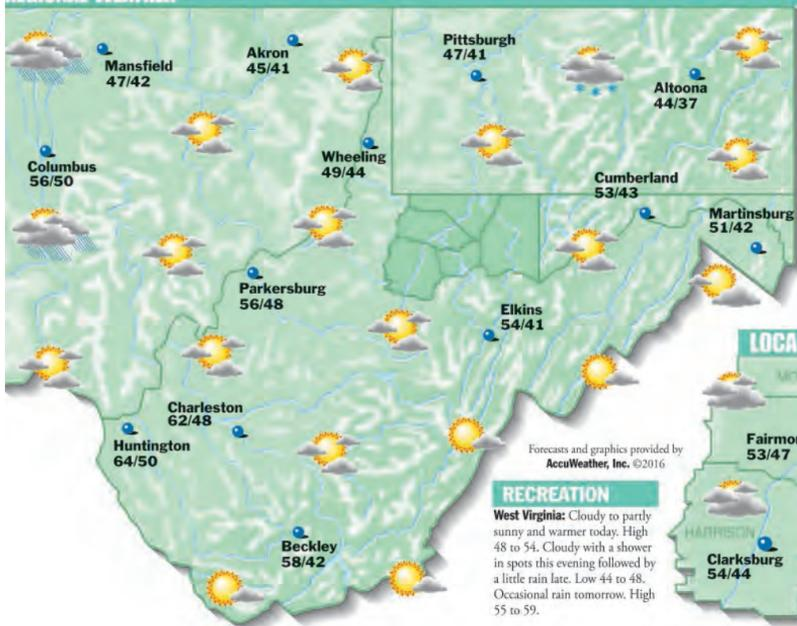 Mansfield
47/42
Akron
45/41
Pittsburgh
47/41
Altoona
44/37
Columbus
56/50
Wheeling
49/44
Cumberland
53/43
Martinsburg
51/42
Parkersburg
56/48
Elkins
54/41
Charleston
62/48
Huntington
64/50
Beckley
58/42
Forecasts and graphics provided by
AccuWeather, Inc. ©2016
RECREATION
West Virginia: Cloudy to partly
sunny and warmer today. High
48 to 54. Cloudy with a shower
in spots this evening followed by
a little rain late. Low 44 to 48.
Occasional rain tomorrow. High
55 to 59.
LOCA
Fairmo
53/47
HARRISON
Clarksburg
54/44